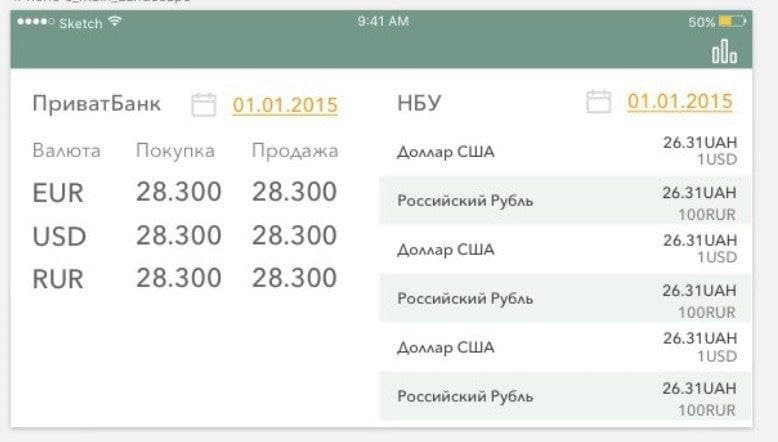 Sketch 9:41 AM 50%
ПриватБанк 01.01.2015
Валюта Покупка Продажа
EUR 28.300 28.300
USD 28.300 28.300
RUR 28.300 28.300
НБУ 01.01.2015
Доллар США 26.31UAH
1USD
Российский Рубль 26.31UAH
100RUR
Доллар США 26.31UAH
1USD
Российский Рубль 26.31UAH
100RUR
Доллар США 26.31UAH
1USD
Российский Рубль 26.31UAH
100RUR